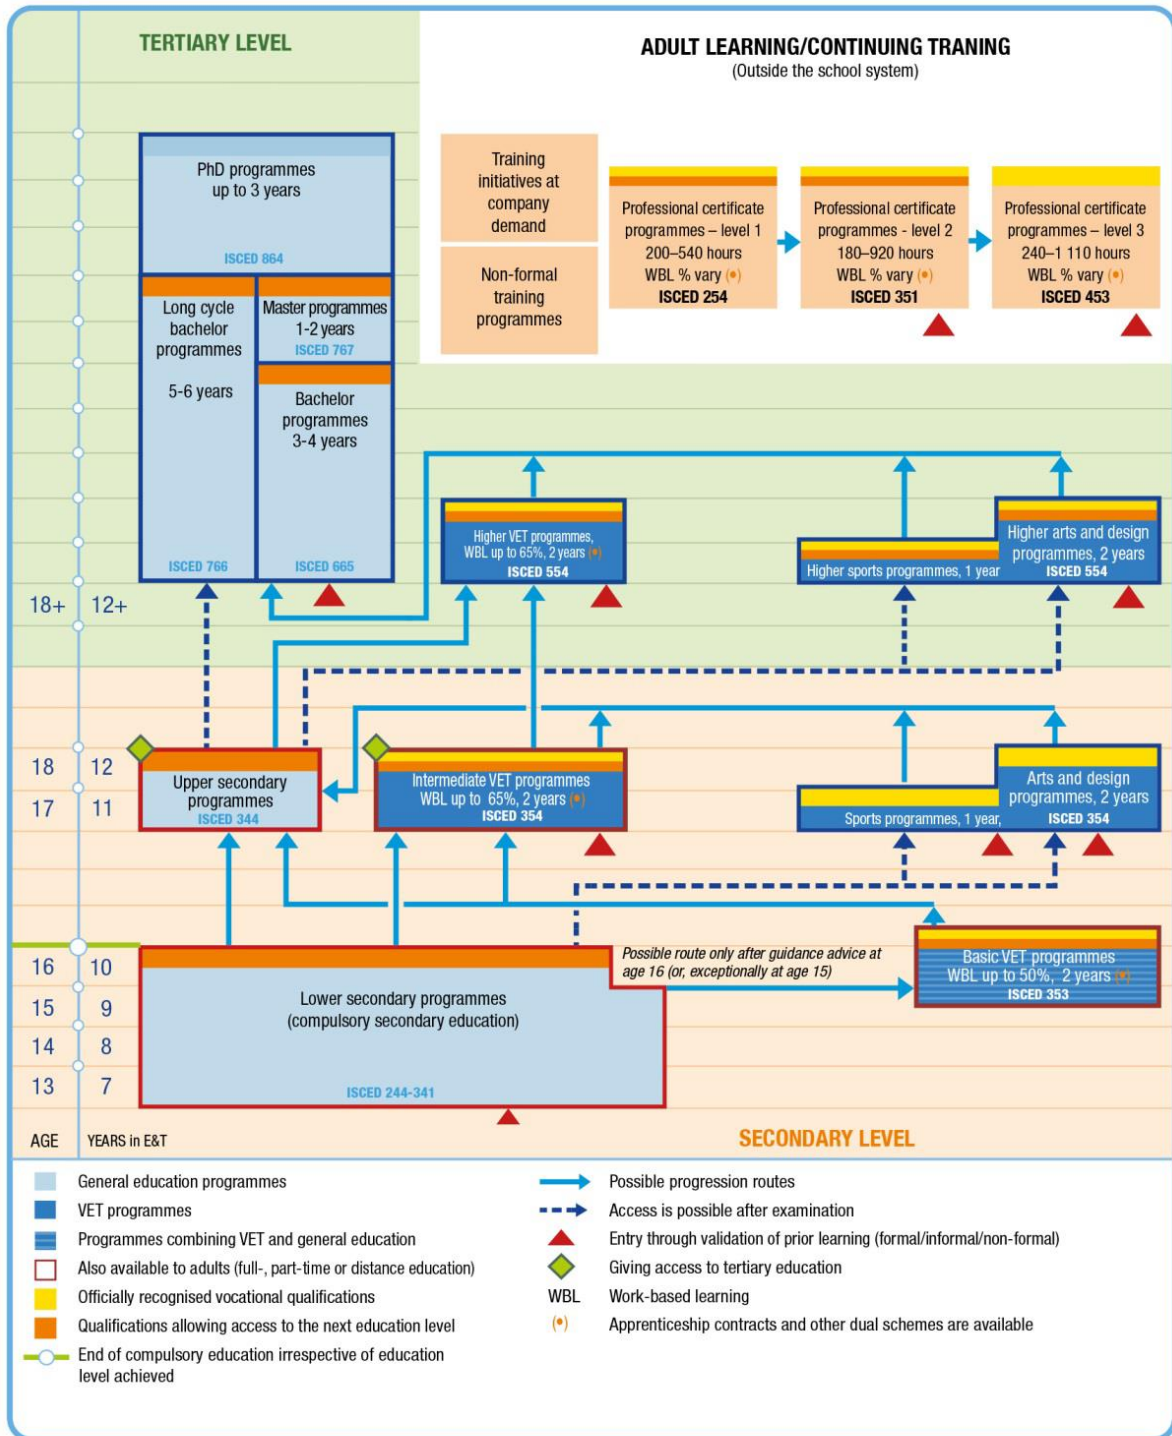 TERTIARY LEVEL
ADULT LEARNING/CONTINUING TRANING
(Outside the school system)
PhD programmes
up to 3 years
ISCED 864
Long cycle
bachelor
programmes
5-6 years
ISCED 766
Master programmes
1-2 years
ISCED 767
Bachelor
programmes
3-4 years
ISCED 665
Training
initiatives at
company
demand
Non-formal
training
programmes
Professional certificate
programmes – level 1
200–540 hours
WBL % vary (•)
ISCED 254
Professional certificate
programmes - level 2
180–920 hours
WBL % vary (•)
ISCED 351
Professional certificate
programmes – level 3
240–1 110 hours
WBL % vary (•)
ISCED 453
Higher VET programmes,
WBL up to 65%, 2 years (•)
ISCED 554
Higher sports programmes, 1 year
Higher arts and design
programmes, 2 years
ISCED 554
18+ 12+
18 12
17 11
Upper secondary
programmes
ISCED 344
Intermediate VET programmes
WBL up to 65%, 2 years (•)
ISCED 354
Sports programmes, 1 year,
Arts and design
programmes, 2 years
ISCED 354
16 10
15 9
14 8
13 7
Lower secondary programmes
(compulsory secondary education)
ISCED 244-341
Possible route only after guidance advice at
age 16 (or, exceptionally at age 15)
Basic VET programmes
WBL up to 50%, 2 years (•)
ISCED 353
AGE YEARS in E&T
SECONDARY LEVEL
General education programmes
VET programmes
Programmes combining VET and general education
Also available to adults (full-, part-time or distance education)
Officially recognised vocational qualifications
Qualifications allowing access to the next education level
End of compulsory education irrespective of education
level achieved
Possible progression routes
Access is possible after examination
Entry through validation of prior learning (formal/informal/non-formal)
Giving access to tertiary education
WBL Work-based learning
(•) Apprenticeship contracts and other dual schemes are available